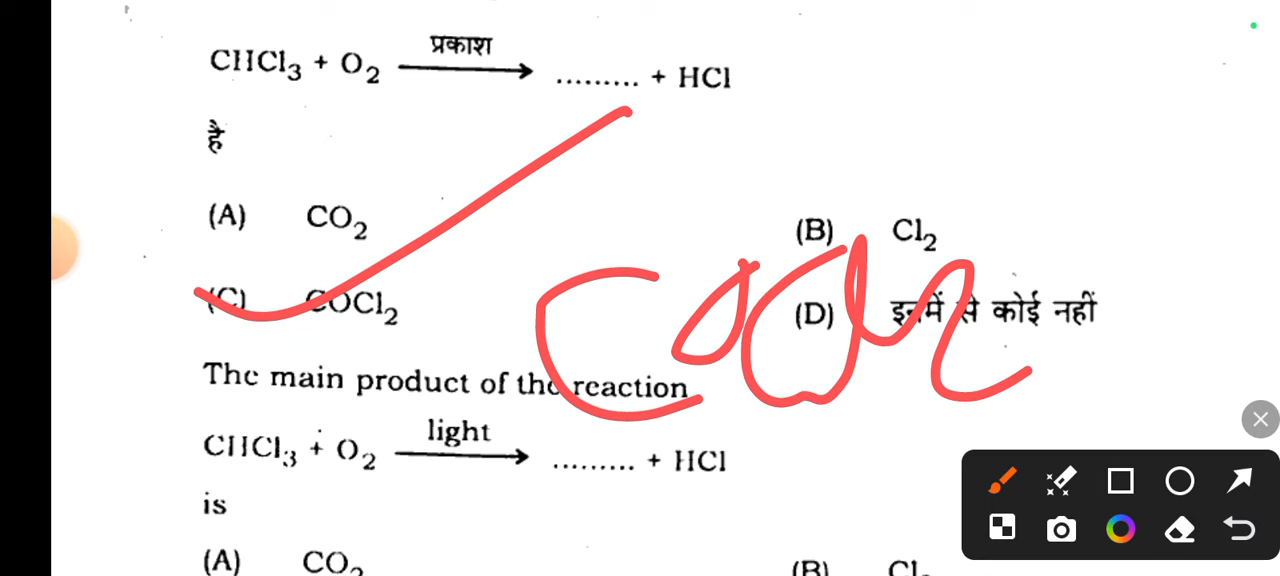 CHCl₃ + O₂ प्रकाश → ......... + HCl
है
(A) CO₂ (B) Cl₂
(C) COCl₂ (D) इनमें से कोई नहीं
COCl₂
The main product of the reaction
CHCl₃ + O₂ light → ......... + HCl
is
(A) CO₂ (B) Cl₂